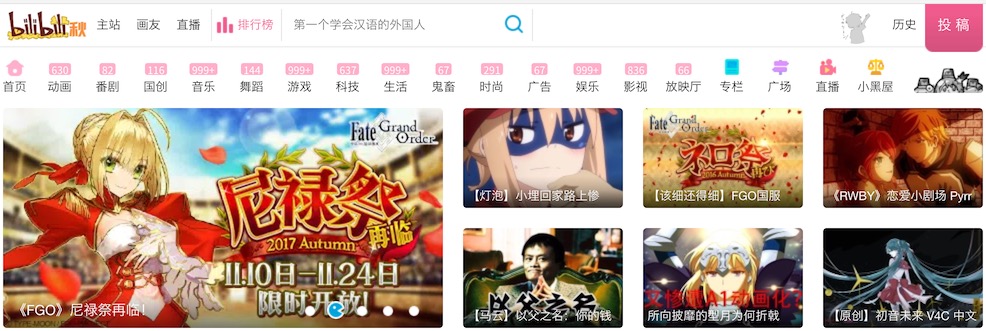 bilibili 秋
主站 画友 直播 排行榜 第一个学会汉语的外国人 历史 投稿
630 82 116 999+ 144 999+ 637 999+ 67 291 67 999+ 836 66
首页 动画 番剧 国创 音乐 舞蹈 游戏 科技 生活 鬼畜 时尚 广告 娱乐 影视 放映厅 专栏 广场 直播 小黑屋
Fate Grand Order
尼禄祭
再临
2017 Autumn
11.10日-11.24日
限时开放!
《FGO》尼禄祭再临!
【灯泡】小埋回家路上惨
Fate Grand Order
ネロ祭
2016 Autumn
【该细还得细】FGO国服
《RWBY》恋爱小剧场 Pyrr
以父之名
【马云】以父之名:你的钱
又惨遭A1动画化?
所向披靡的型月为何折戟
【原创】初音未来 V4C 中文